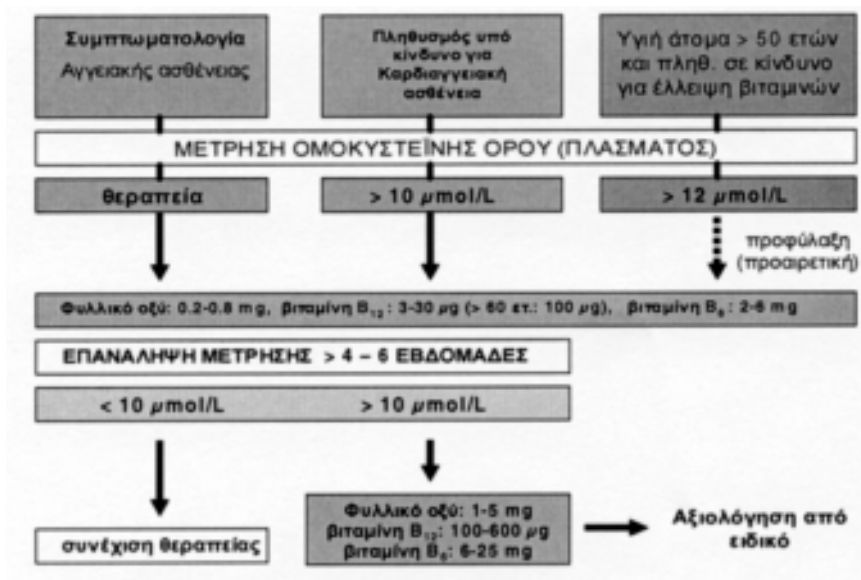 Συμπτωματολογία
Αγγειακής ασθένειας
Πληθυσμός υπό
κίνδυνο για
Καρδιαγγειακή
ασθένεια
Υγιή άτομα > 50 ετών
και πληθ. σε κίνδυνο
για έλλειψη βιταμινών
ΜΕΤΡΗΣΗ ΟΜΟΚΥΣΤΕΪΝΗΣ ΟΡΟΥ (ΠΛΑΣΜΑΤΟΣ)
θεραπεία
> 10 μmol/L
> 12 μmol/L
προφύλαξη
(προαιρετική)
Φυλλικό οξύ: 0.2-0.8 mg, βιταμίνη Β12 : 3-30 μg (> 60 ετ.: 100 μg), βιταμίνη Β6 : 2-6 mg
ΕΠΑΝΑΛΗΨΗ ΜΕΤΡΗΣΗΣ > 4 – 6 ΕΒΔΟΜΑΔΕΣ
< 10 μmol/L
> 10 μmol/L
συνέχιση θεραπείας
Φυλλικό οξύ: 1-5 mg
βιταμίνη Β12: 100-600 μg
βιταμίνη Β6: 6-25 mg
Αξιολόγηση από
ειδικό